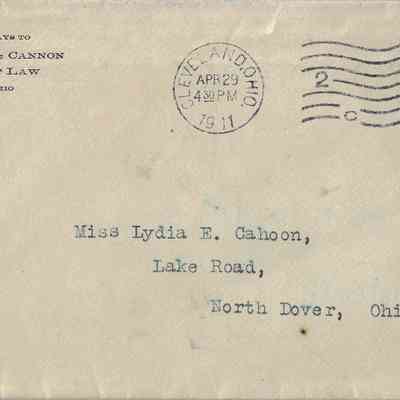 AYS TO
CANNON
LAW
HIO
CLEVELAND, OHIO.
APR 29
4 30 PM
1911
2
C
Miss Lydia E. Cahoon,
Lake Road,
North Dover, Ohi